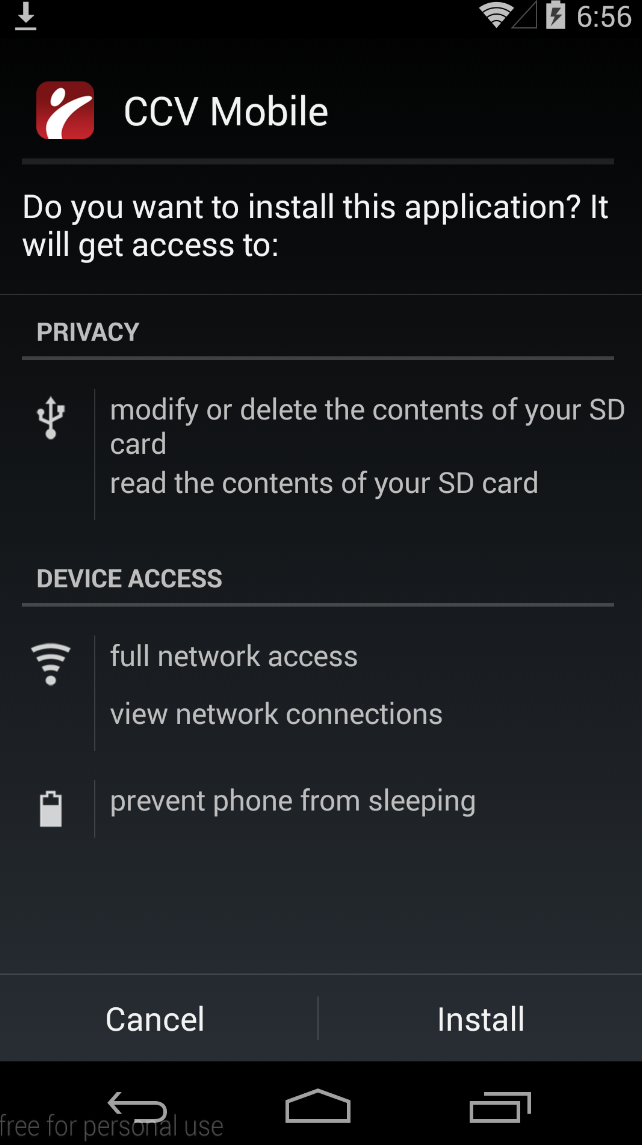 6:56
CCV Mobile
Do you want to install this application? It
will get access to:
PRIVACY
modify or delete the contents of your SD
card
read the contents of your SD card
DEVICE ACCESS
full network access
view network connections
prevent phone from sleeping
Cancel
Install
free for personal use